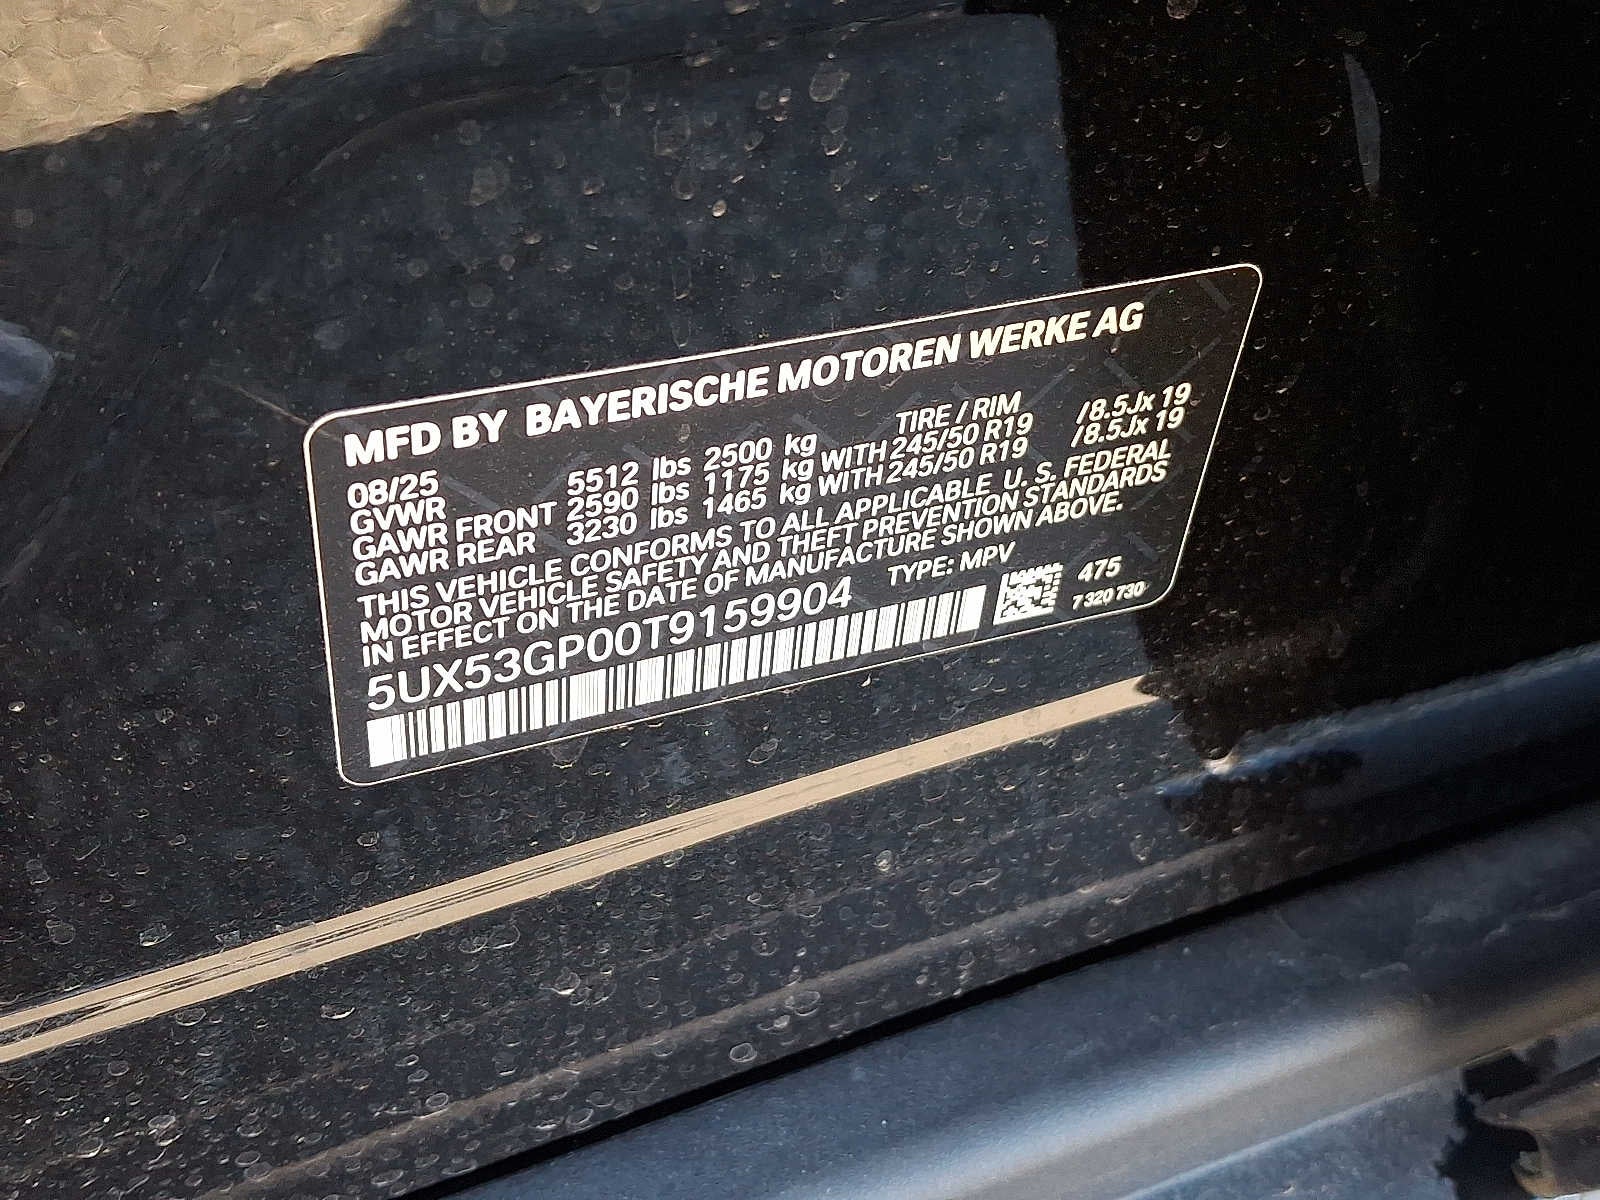 MFD BY BAYERISCHE MOTOREN WERKE AG
08/25 TIRE / RIM
GVWR 5512 lbs 2500 kg
GAWR FRONT 2590 lbs 1175 kg WITH 245/50 R19 /8.5Jx 19
GAWR REAR 3230 lbs 1465 kg WITH 245/50 R19 /8.5Jx 19
THIS VEHICLE CONFORMS TO ALL APPLICABLE U. S. FEDERAL
MOTOR VEHICLE SAFETY AND THEFT PREVENTION STANDARDS
IN EFFECT ON THE DATE OF MANUFACTURE SHOWN ABOVE.
5UX53GP00T9159904 TYPE: MPV
475
7 320 730